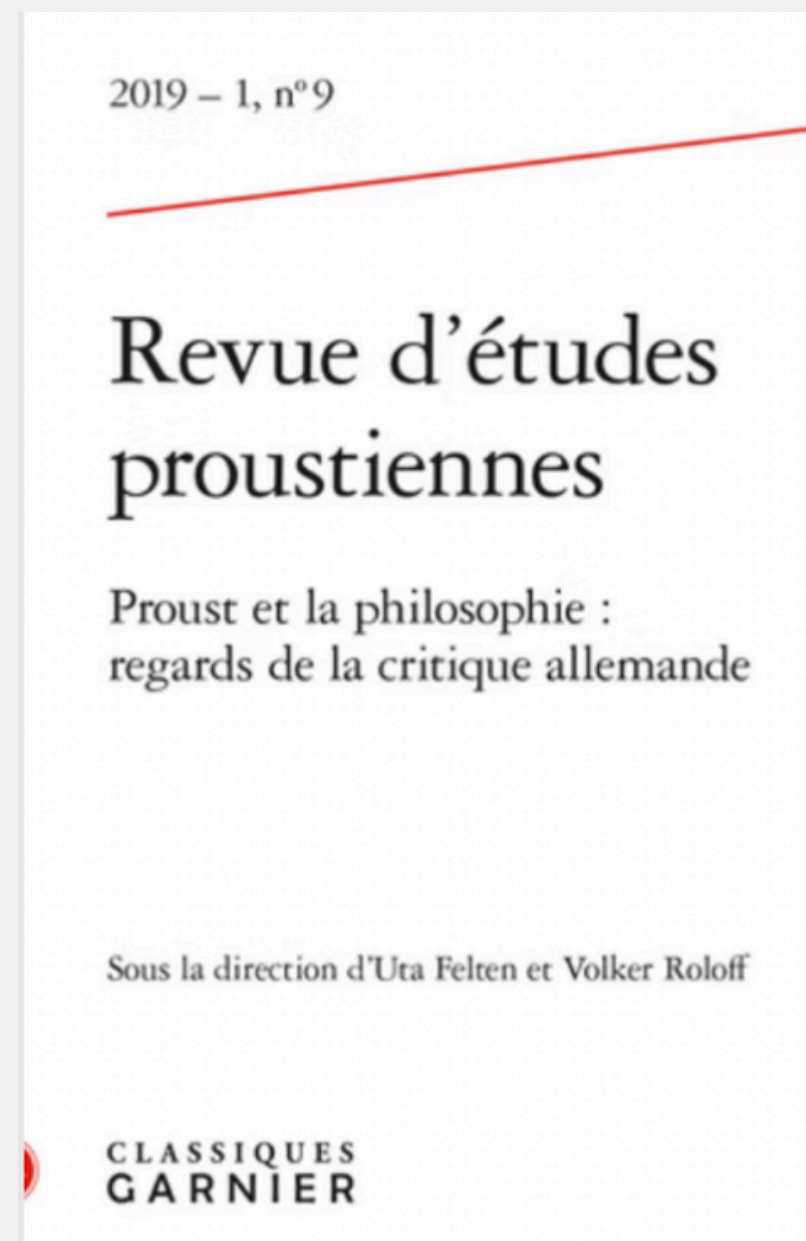 2019 – 1, nº 9
Revue d’études
proustiennes
Proust et la philosophie :
regards de la critique allemande
Sous la direction d'Uta Felten et Volker Roloff
CLASSIQUES
GARNIER